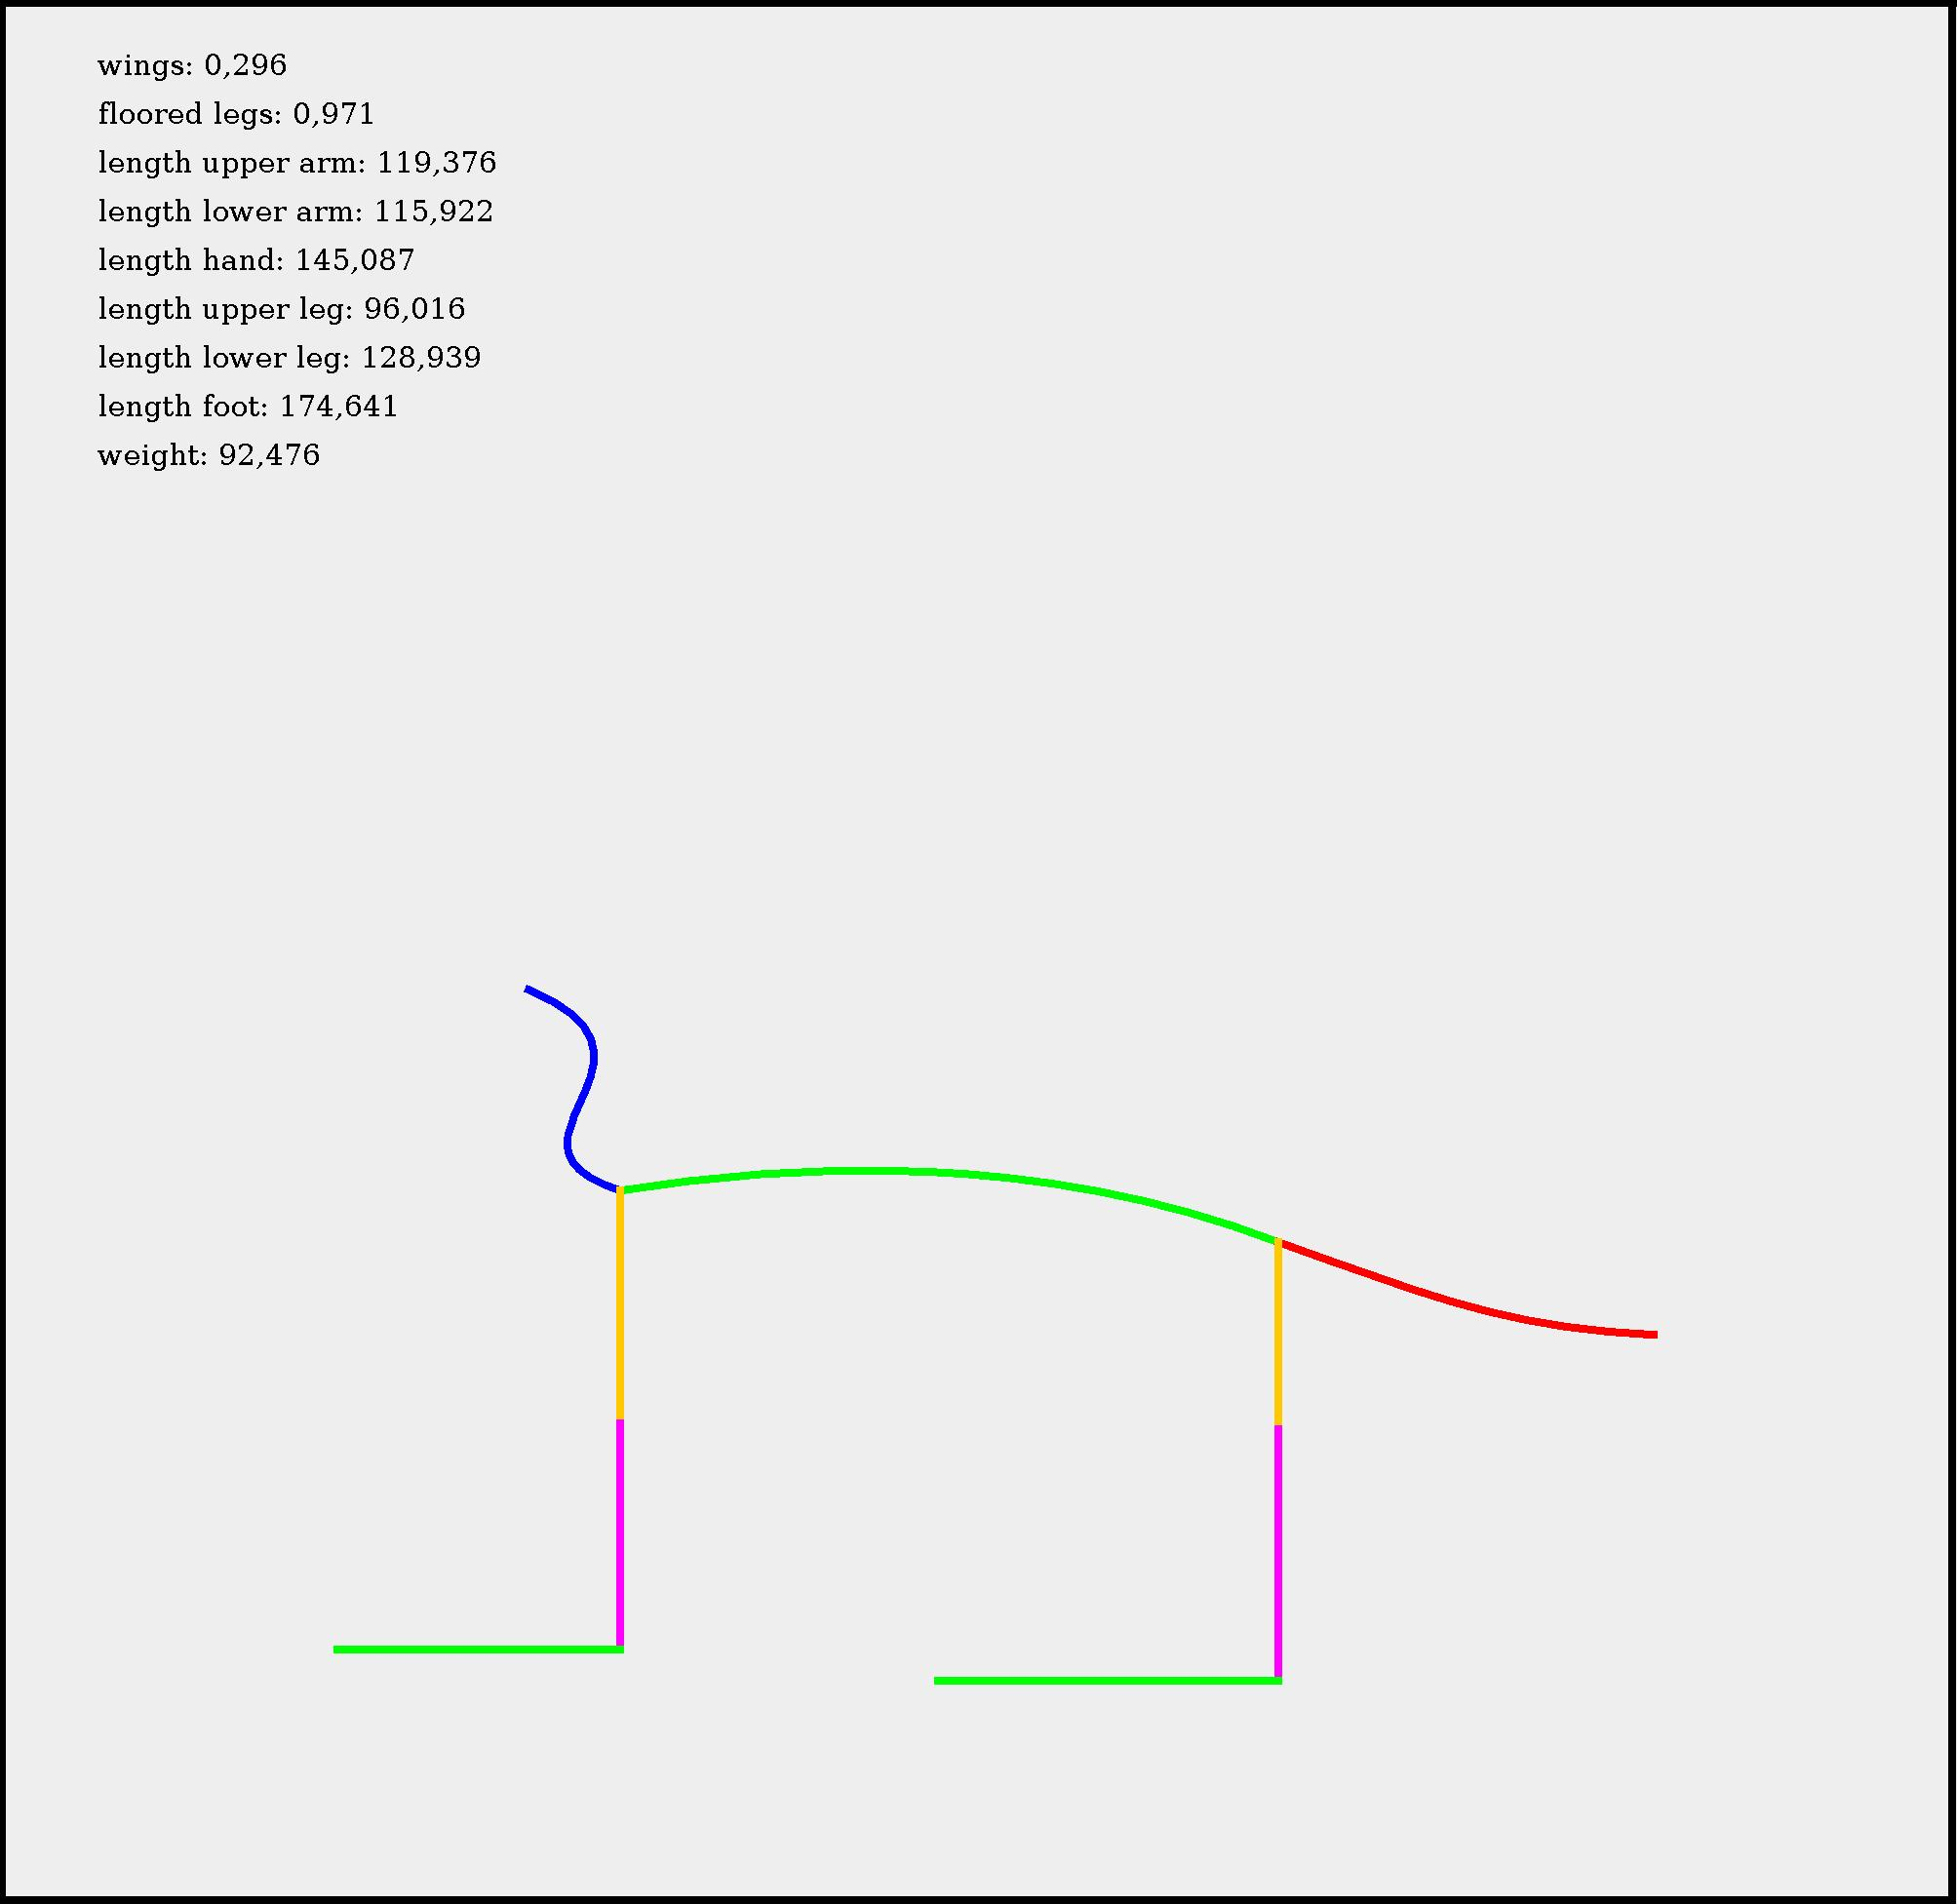 wings: 0,296
floored legs: 0,971
length upper arm: 119,376
length lower arm: 115,922
length hand: 145,087
length upper leg: 96,016
length lower leg: 128,939
length foot: 174,641
weight: 92,476